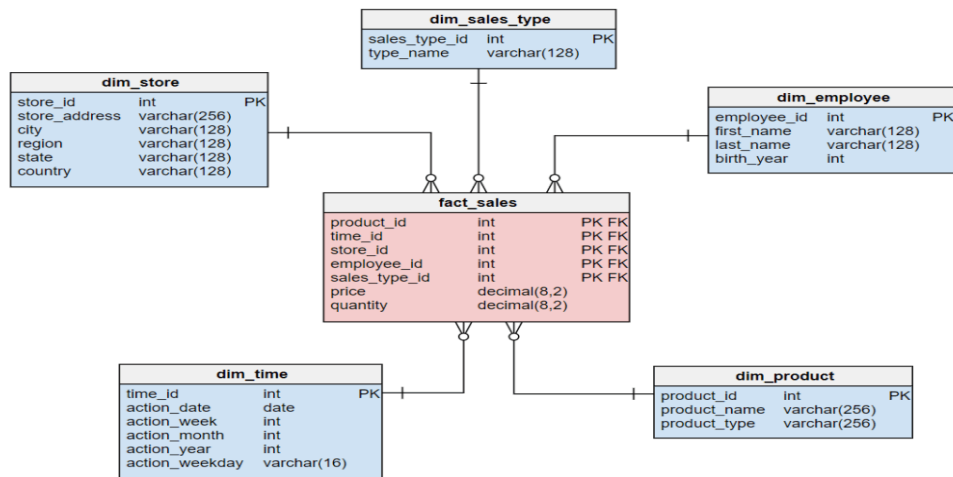 dim_sales_type
sales_type_id int PK
type_name varchar(128)
dim_store
store_id int PK
store_address varchar(256)
city varchar(128)
region varchar(128)
state varchar(128)
country varchar(128)
dim_employee
employee_id int PK
first_name varchar(128)
last_name varchar(128)
birth_year int
fact_sales
product_id int PK FK
time_id int PK FK
store_id int PK FK
employee_id int PK FK
sales_type_id int PK FK
price decimal(8,2)
quantity decimal(8,2)
dim_time
time_id int PK
action_date date
action_week int
action_month int
action_year int
action_weekday varchar(16)
dim_product
product_id int PK
product_name varchar(256)
product_type varchar(256)